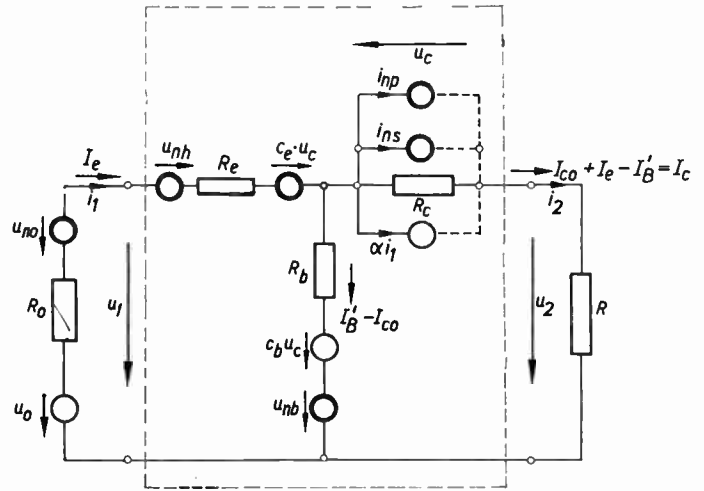 u_c
i_np
i_ns
R_c
αi_1
I_e
i_1
u_nh
R_e
c_e·u_c
I_co + I_e − I'_B = I_c
i_2
u_no
R_o
u_o
u_1
R_b
I'_B − I_co
c_b u_c
u_nb
u_2
R